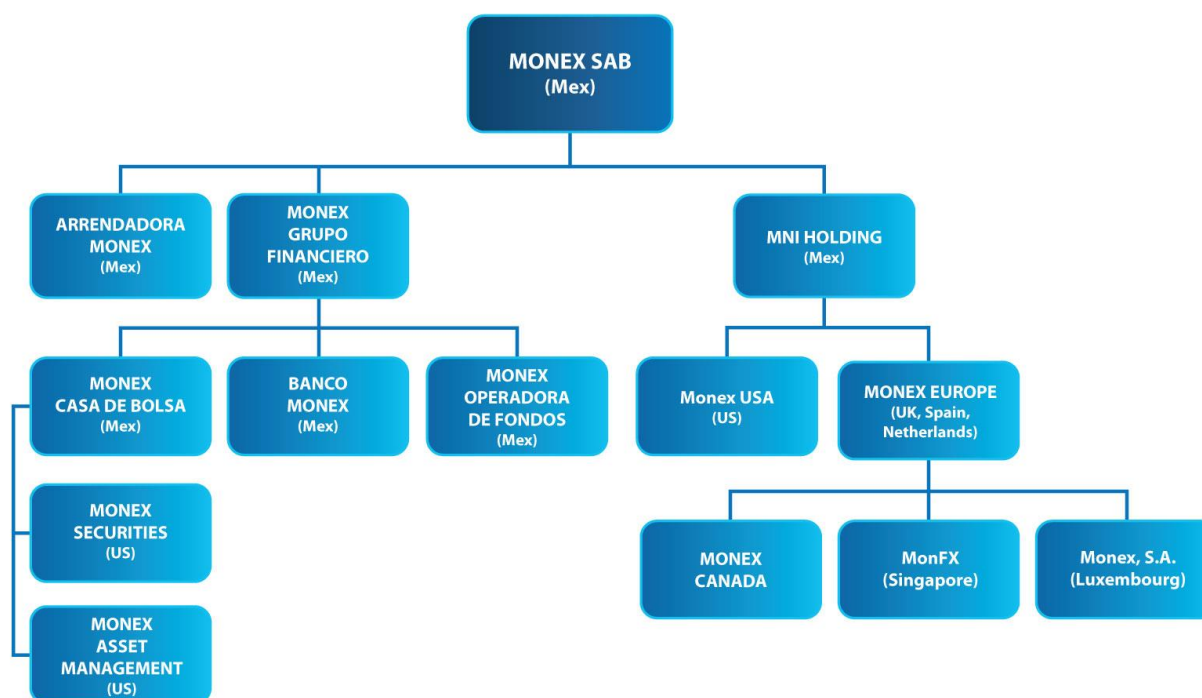 MONEX SAB
(Mex)
ARRENDADORA
MONEX
(Mex)
MONEX
GRUPO
FINANCIERO
(Mex)
MNI HOLDING
(Mex)
MONEX
CASA DE BOLSA
(Mex)
BANCO
MONEX
(Mex)
MONEX
OPERADORA
DE FONDOS
(Mex)
Monex USA
(US)
MONEX EUROPE
(UK, Spain,
Netherlands)
MONEX
SECURITIES
(US)
MONEX
CANADA
MonFX
(Singapore)
Monex, S.A.
(Luxembourg)
MONEX
ASSET
MANAGEMENT
(US)